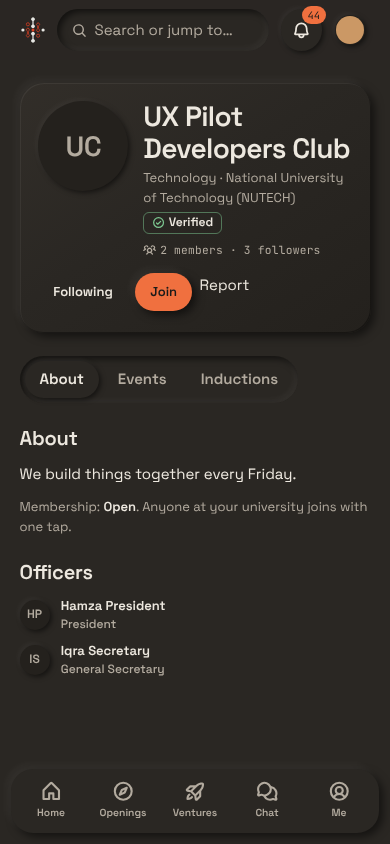 Search or jump to...
44
UC
UX Pilot
Developers Club
Technology · National University
of Technology (NUTECH)
Verified
2 members · 3 followers
Following
Join
Report
About
Events
Inductions
About
We build things together every Friday.
Membership: Open. Anyone at your university joins with
one tap.
Officers
HP
Hamza President
President
IS
Iqra Secretary
General Secretary
Home
Openings
Ventures
Chat
Me